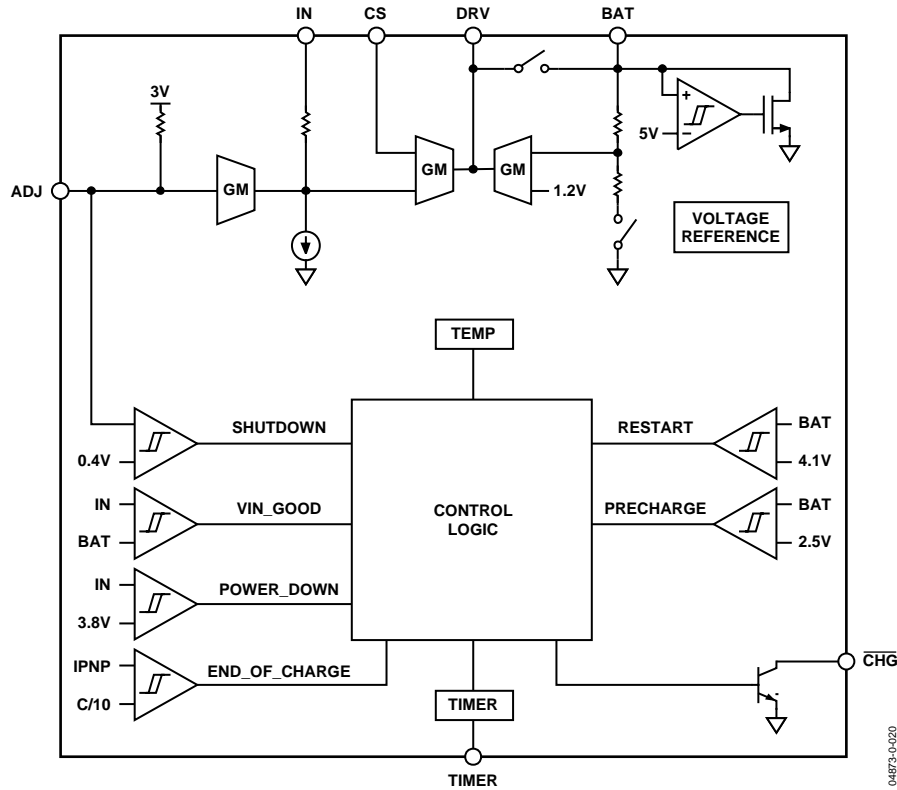 IN
CS
DRV
BAT
3V
5V
ADJ
GM
GM
GM
1.2V
VOLTAGE
REFERENCE
TEMP
SHUTDOWN
0.4V
RESTART
BAT
4.1V
IN
BAT
VIN_GOOD
CONTROL
LOGIC
PRECHARGE
BAT
2.5V
IN
3.8V
POWER_DOWN
IPNP
C/10
END_OF_CHARGE
TIMER
CHG
TIMER
04873-0-020